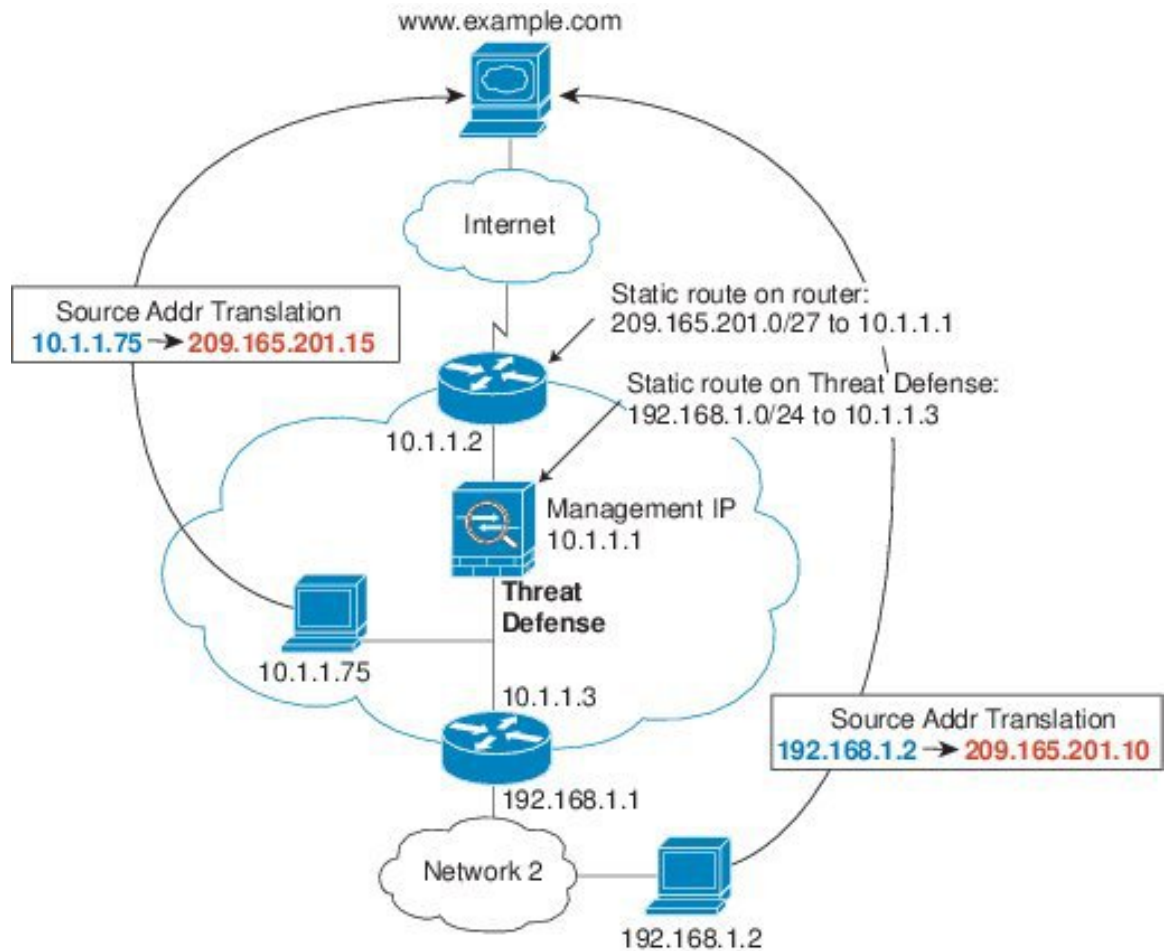 www.example.com
Internet
Source Addr Translation
10.1.1.75 → 209.165.201.15
Static route on router:
209.165.201.0/27 to 10.1.1.1
Static route on Threat Defense:
192.168.1.0/24 to 10.1.1.3
10.1.1.2
Management IP
10.1.1.1
Threat
Defense
10.1.1.75
10.1.1.3
Source Addr Translation
192.168.1.2 → 209.165.201.10
192.168.1.1
Network 2
192.168.1.2